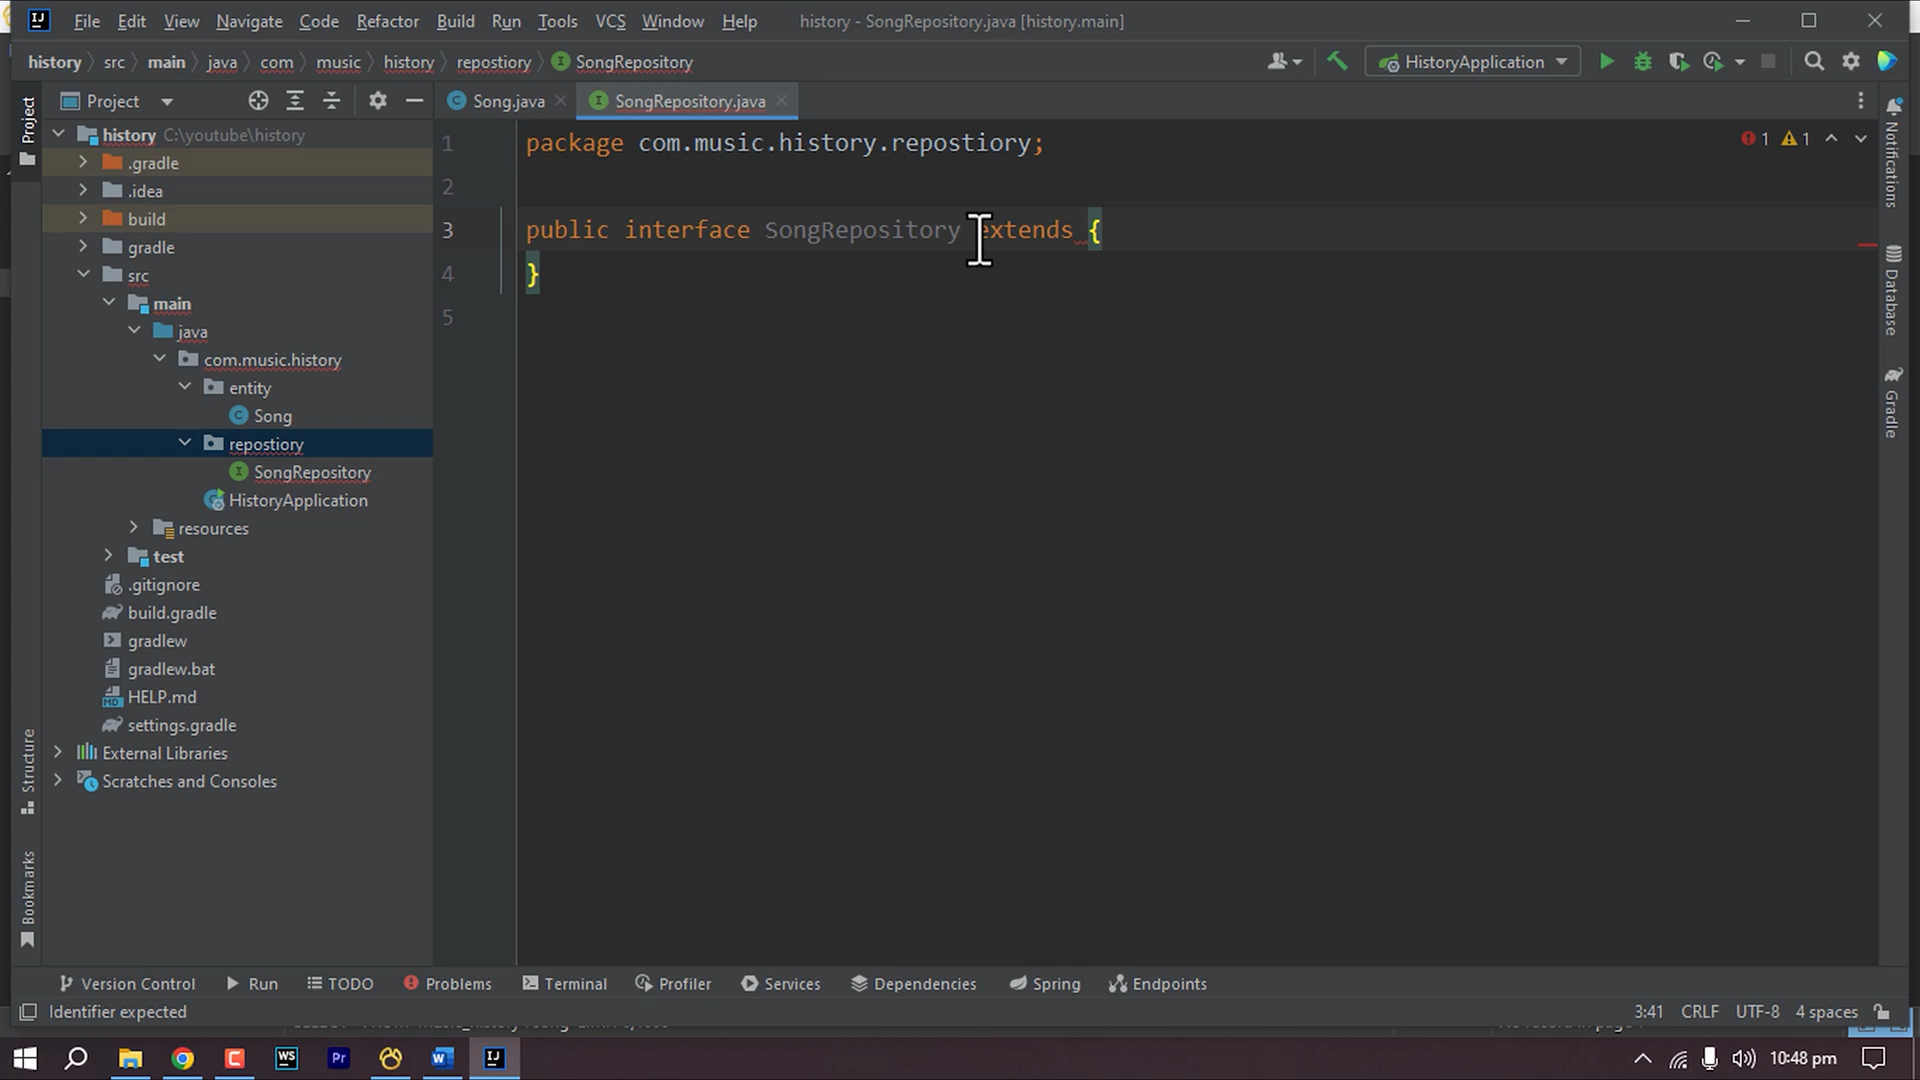 File Edit View Navigate Code Refactor Build Run Tools VCS Window Help history - SongRepository.java [history.main]
history src main java com music history repostiory SongRepository HistoryApplication
Project Song.java SongRepository.java
Project
history C:\youtube\history
.gradle
.idea
build
gradle
src
main
java
com.music.history
entity
Song
repostiory
SongRepository
HistoryApplication
resources
test
.gitignore
build.gradle
gradlew
gradlew.bat
HELP.md
settings.gradle
External Libraries
Scratches and Consoles
Structure
Bookmarks
1 package com.music.history.repostiory;
2
3 public interface SongRepository extends {
4 }
5
1 1
Notifications
Database
Gradle
Version Control Run TODO Problems Terminal Profiler Services Dependencies Spring Endpoints
Identifier expected 3:41 CRLF UTF-8 4 spaces
10:48 pm